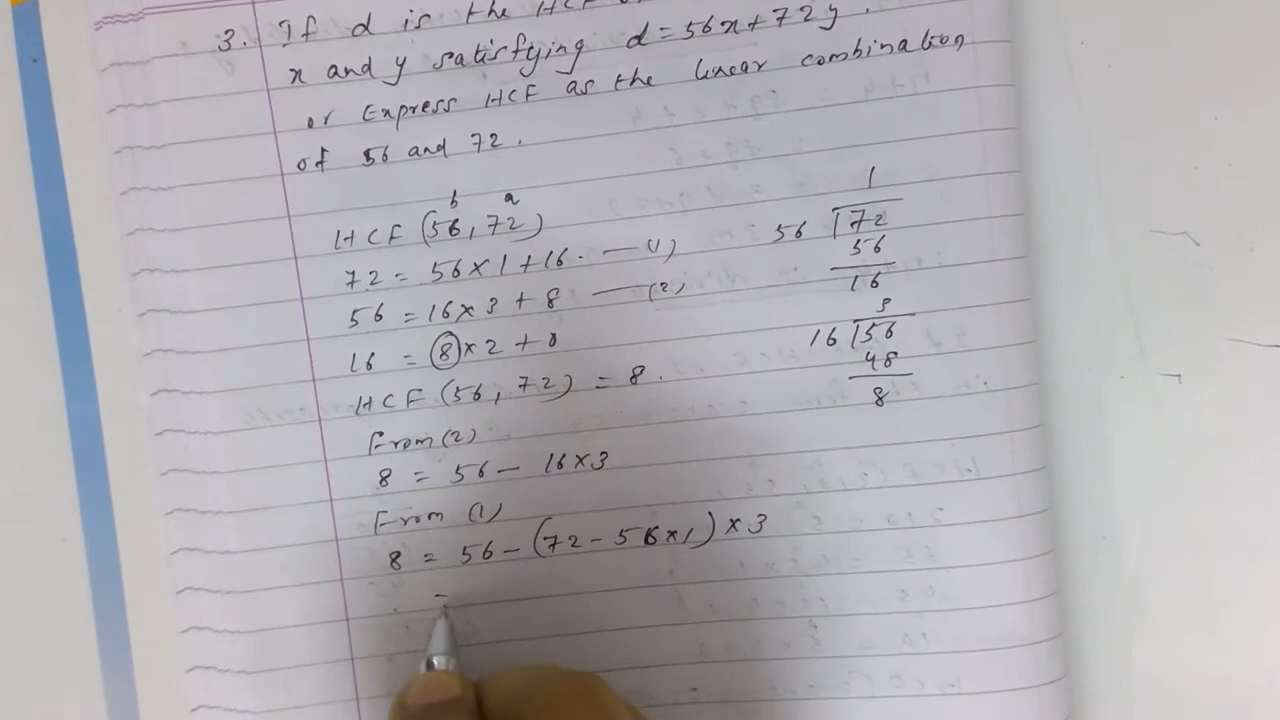 3. If d is the HCF
x and y satisfying d = 56x + 72y.
or Express HCF as the linear combination
of 56 and 72.
b a
HCF (56, 72)
72 = 56 × 1 + 16. — (1)
56 = 16 × 3 + 8 — (2)
16 = 8 × 2 + 0
HCF (56, 72) = 8.
From (2)
8 = 56 - 16 × 3
From (1)
8 = 56 - (72 - 56 × 1) × 3
=
1
56 72
56
16
3
16 56
48
8